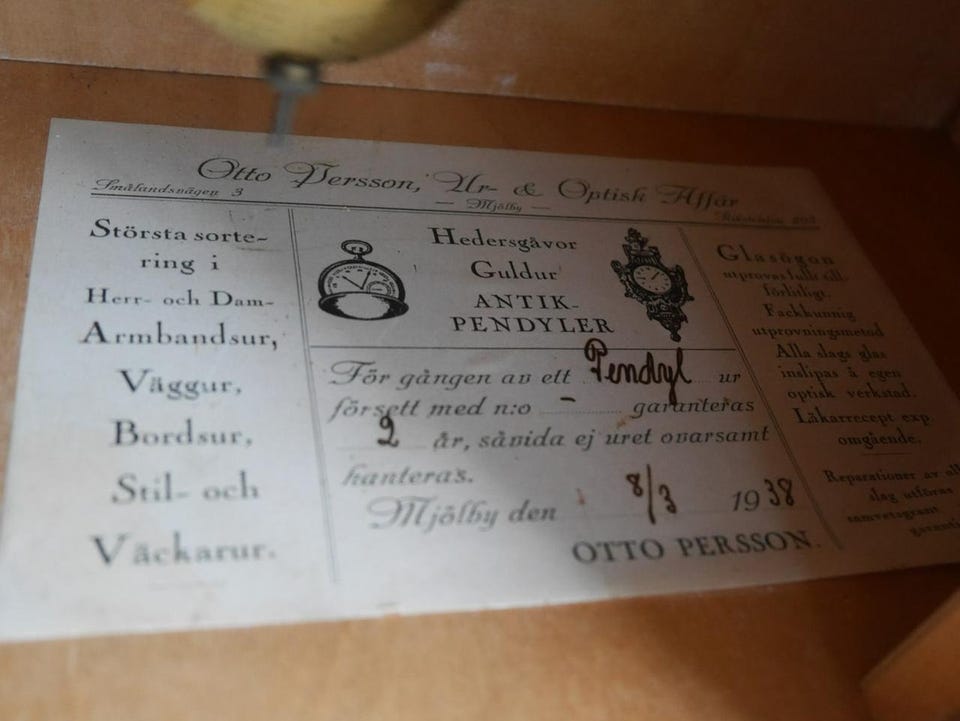 Otto Persson, Ur- & Optisk Affär
Smålandsvägen 3
— Mjölby —
Största sorte-
ring i
Herr- och Dam-
Armbandsur,
Väggur,
Bordsur,
Stil- och
Väckarur.
Hedersgåvor
Guldur
ANTIK-
PENDYLER
För gången av ett Pendyl ur
försett med n:o – garanteras
2 år, såvida ej uret ovarsamt
hanteras.
Mjölby den 8/3 1938
OTTO PERSSON.
Glasögon
utprovas fullt till-
förlitligt.
Fackkunnig
utprovningsmetod
Alla slags glas
inslipas å egen
optisk verkstad.
Läkarrecept exp.
omgående.
Reparationer av
slag utföras
samvetsgrant